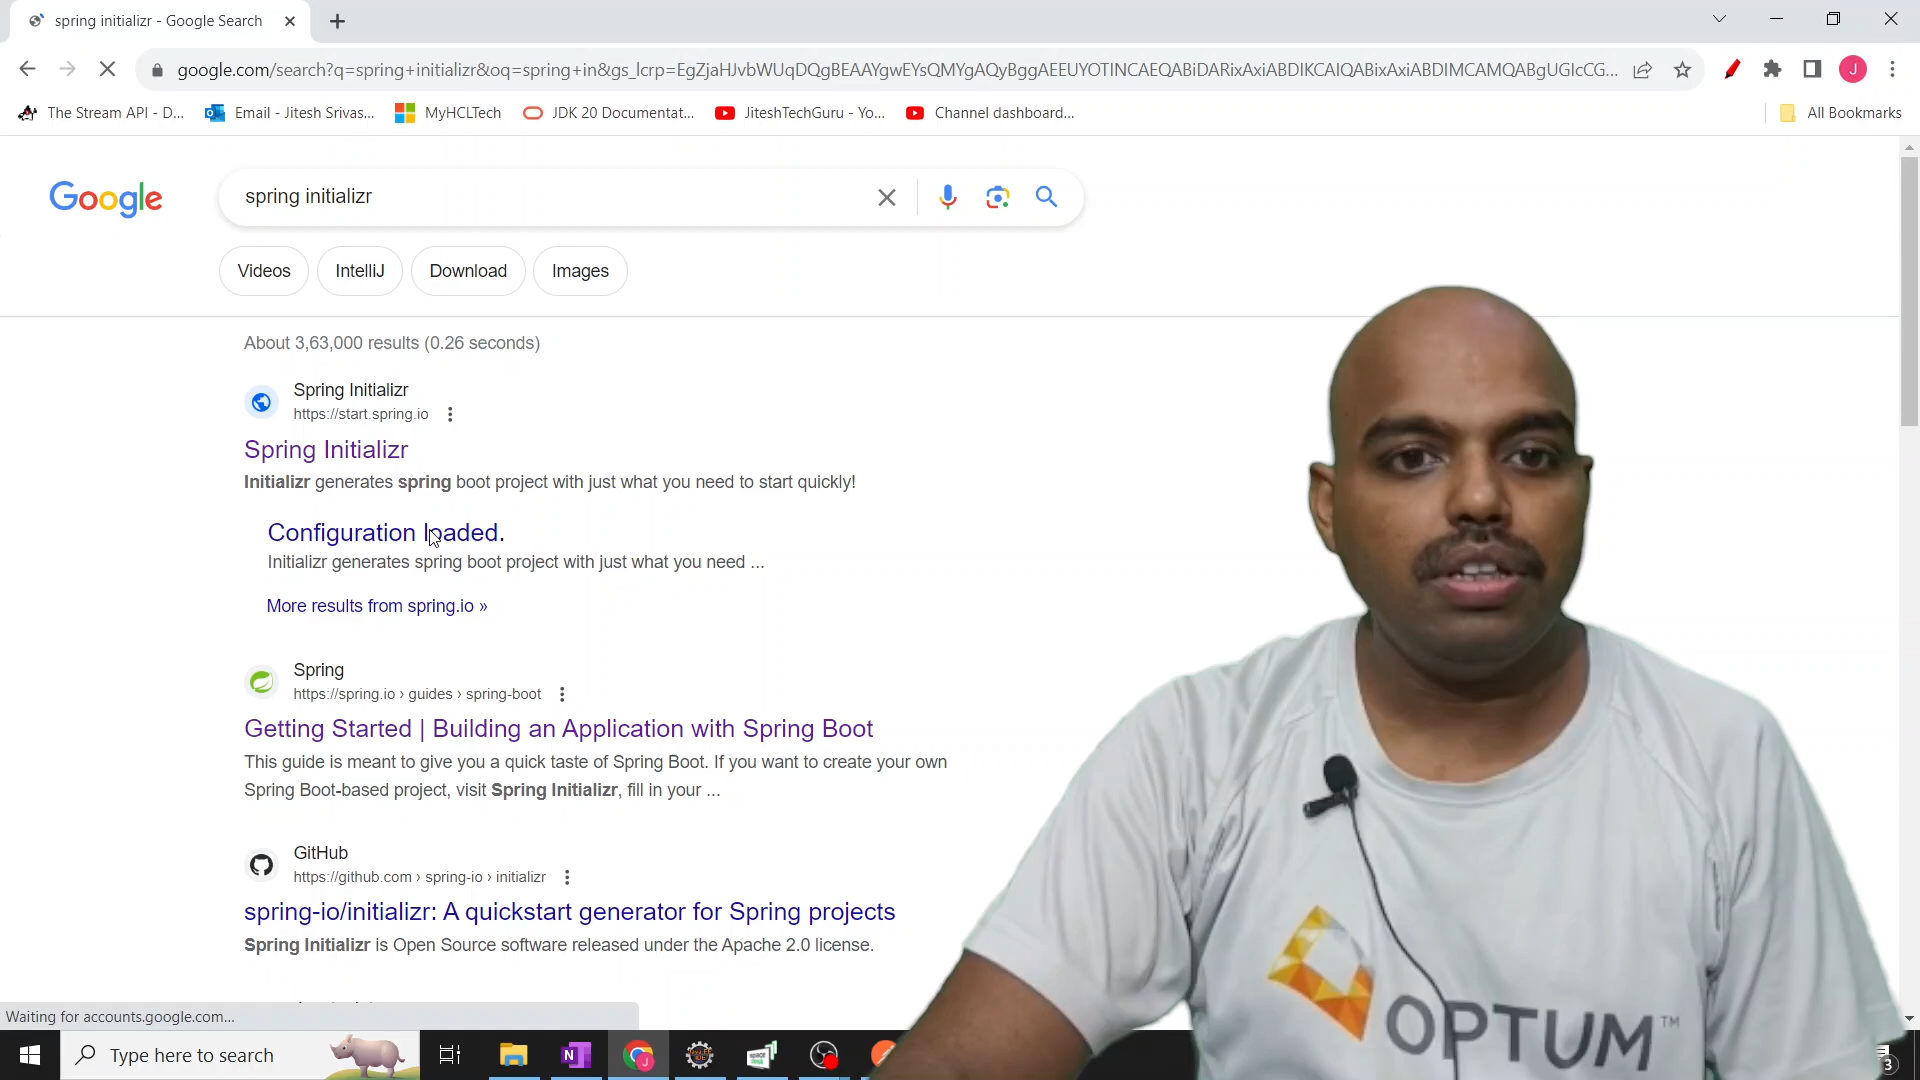 spring initializr - Google Search
google.com/search?q=spring+initializr&oq=spring+in&gs_lcrp=EgZjaHJvbWUqDQgBEAAYgwEYsQMYgAQyBggAEEUYOTINCAEQABiDARixAxiABDIKCAIQABixAxiABDIMCAMQABgUGIcCG...
J
The Stream API - D...
Email - Jitesh Srivas...
MyHCLTech
JDK 20 Documentat...
JiteshTechGuru - Yo...
Channel dashboard...
All Bookmarks
Google
spring initializr
Videos
IntelliJ
Download
Images
About 3,63,000 results (0.26 seconds)
Spring Initializr
https://start.spring.io
Spring Initializr
Initializr generates spring boot project with just what you need to start quickly!
Configuration loaded.
Initializr generates spring boot project with just what you need ...
More results from spring.io »
Spring
https://spring.io › guides › spring-boot
Getting Started | Building an Application with Spring Boot
This guide is meant to give you a quick taste of Spring Boot. If you want to create your own
Spring Boot-based project, visit Spring Initializr, fill in your ...
GitHub
https://github.com › spring-io › initializr
spring-io/initializr: A quickstart generator for Spring projects
Spring Initializr is Open Source software released under the Apache 2.0 license.
OPTUM™
Waiting for accounts.google.com...
Type here to search
3